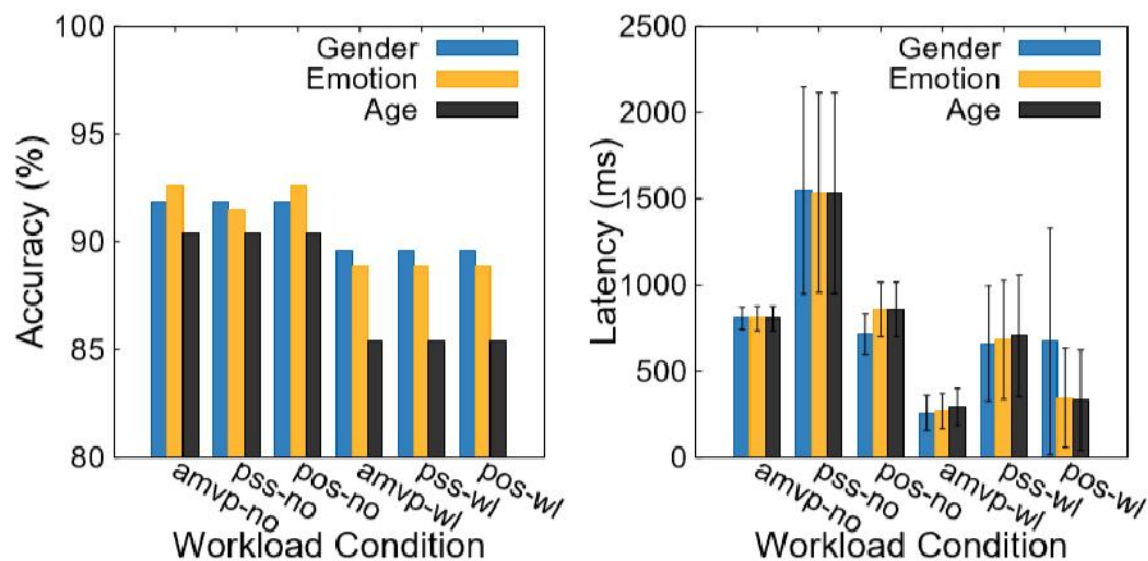 100
95
90
85
80
Accuracy (%)
Gender
Emotion
Age
amvp-no
pss-no
pos-no
amvp-wl
pss-wl
pos-wl
Workload Condition
2500
2000
1500
1000
500
0
Latency (ms)
Gender
Emotion
Age
amvp-no
pss-no
pos-no
amvp-wl
pss-wl
pos-wl
Workload Condition